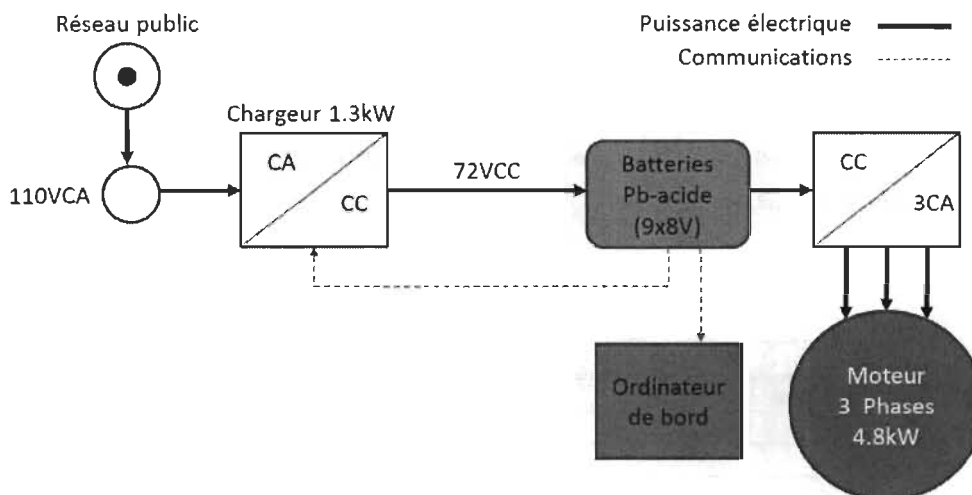 Réseau public
Puissance électrique
Communications
Chargeur 1.3kW
110VCA
CA
CC
72VCC
Batteries
Pb-acide
(9x8V)
CC
3CA
Ordinateur
de bord
Moteur
3 Phases
4.8kW